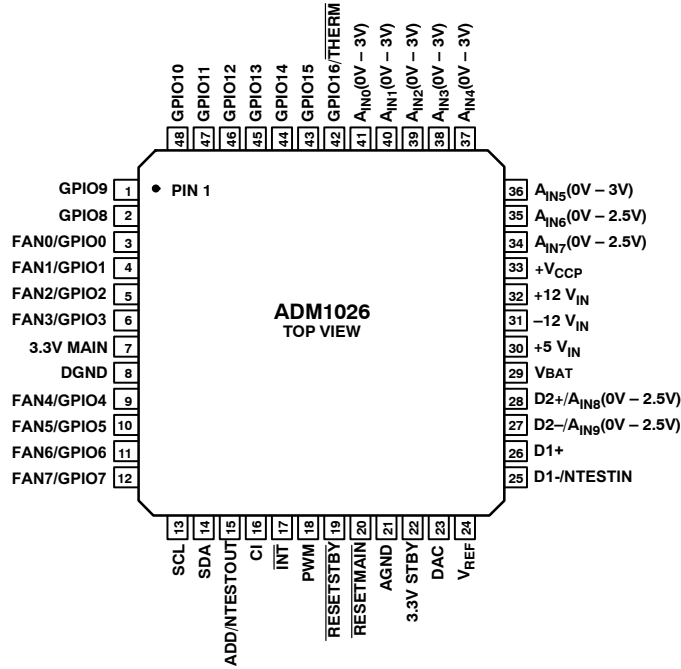 GPIO10
GPIO11
GPIO12
GPIO13
GPIO14
GPIO15
GPIO16/THERM
AIN0(0V – 3V)
AIN1(0V – 3V)
AIN2(0V – 3V)
AIN3(0V – 3V)
AIN4(0V – 3V)
48 47 46 45 44 43 42 41 40 39 38 37
GPIO9 1
GPIO8 2
FAN0/GPIO0 3
FAN1/GPIO1 4
FAN2/GPIO2 5
FAN3/GPIO3 6
3.3V MAIN 7
DGND 8
FAN4/GPIO4 9
FAN5/GPIO5 10
FAN6/GPIO6 11
FAN7/GPIO7 12
PIN 1
ADM1026
TOP VIEW
36 AIN5(0V – 3V)
35 AIN6(0V – 2.5V)
34 AIN7(0V – 2.5V)
33 +VCCP
32 +12 VIN
31 –12 VIN
30 +5 VIN
29 VBAT
28 D2+/AIN8(0V – 2.5V)
27 D2–/AIN9(0V – 2.5V)
26 D1+
25 D1-/NTESTIN
13 14 15 16 17 18 19 20 21 22 23 24
SCL
SDA
ADD/NTESTOUT
CI
INT
PWM
RESETSTBY
RESETMAIN
AGND
3.3V STBY
DAC
VREF